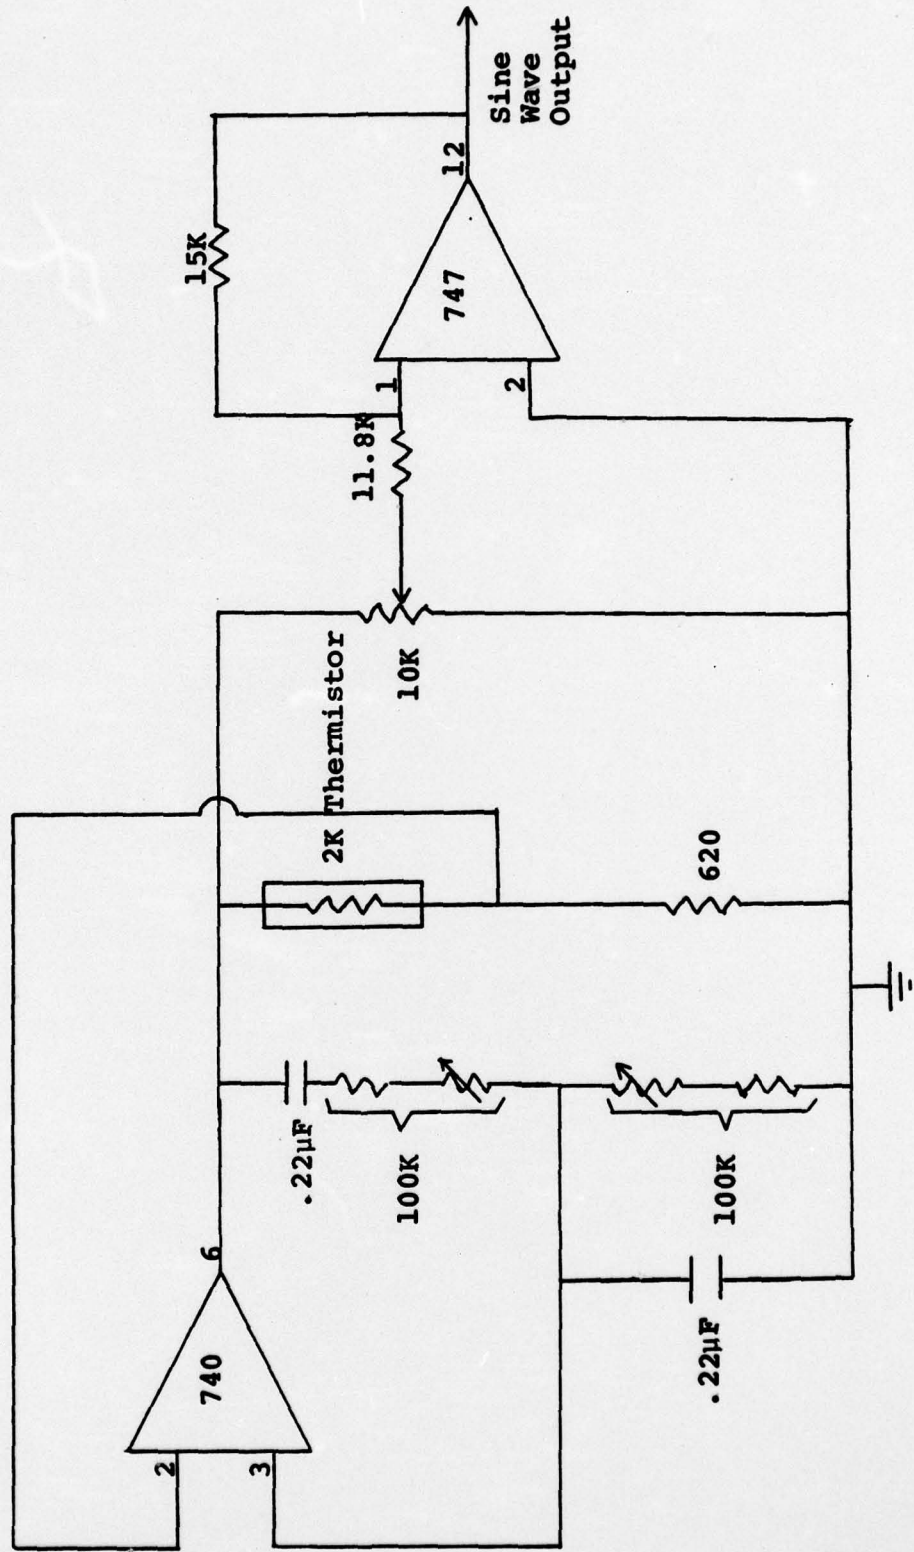 2
3
740
6
.22µF
100K
.22µF
100K
2K Thermistor
620
10K
11.8K
15K
1
2
747
12
Sine
Wave
Output